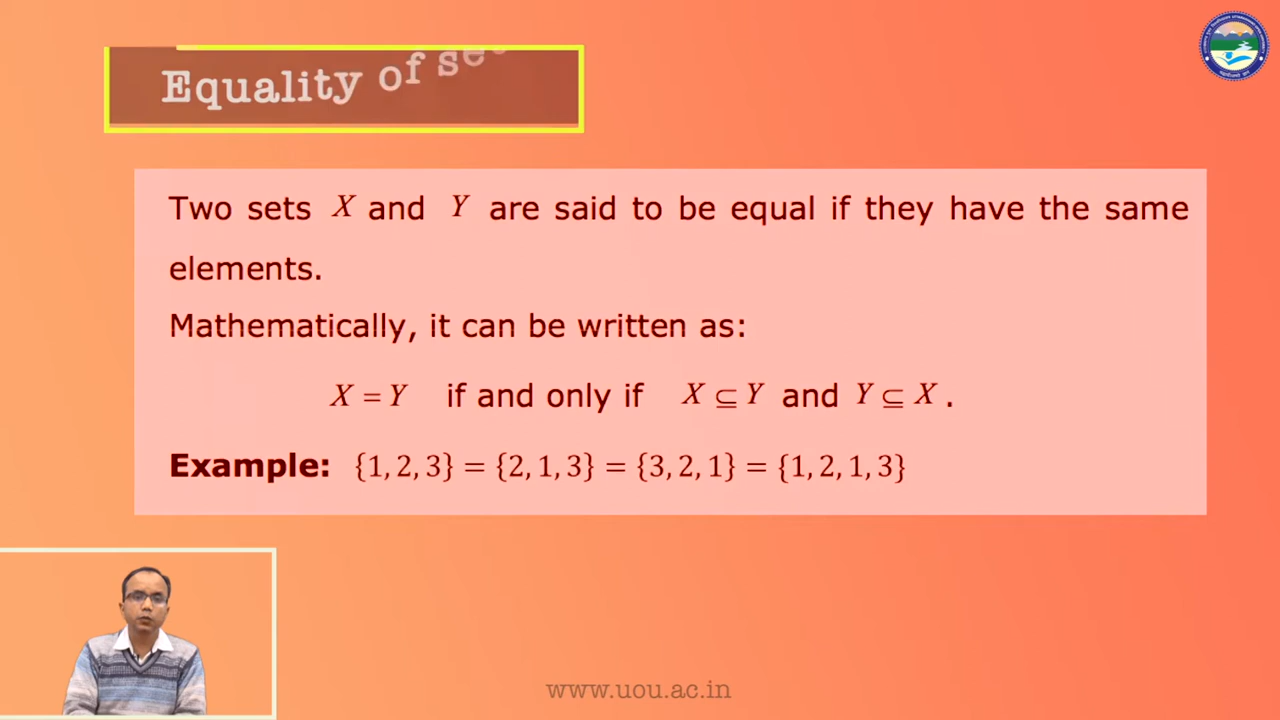 Equality of se
Two sets X and Y are said to be equal if they have the same
elements.
Mathematically, it can be written as:
X = Y if and only if X ⊆ Y and Y ⊆ X .
Example: {1, 2, 3} = {2, 1, 3} = {3, 2, 1} = {1, 2, 1, 3}
www.uou.ac.in